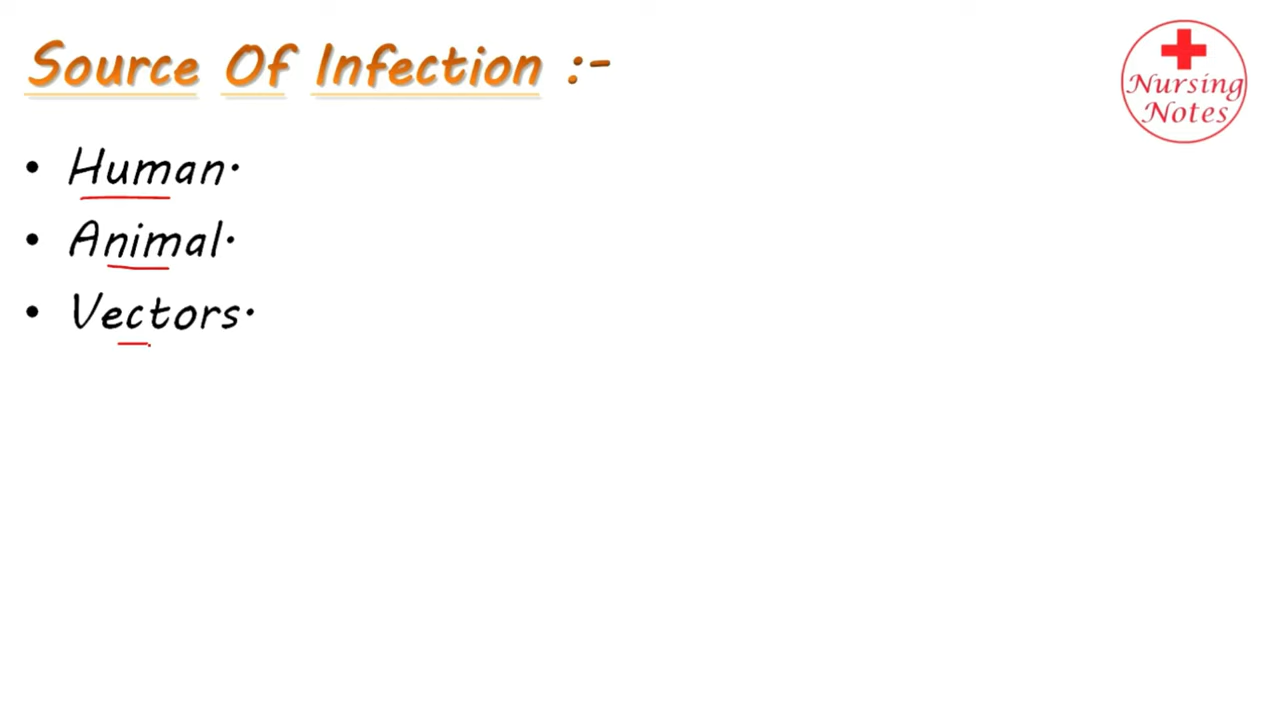 Source Of Infection :-
Nursing
Notes
• Human.
• Animal.
• Vectors.